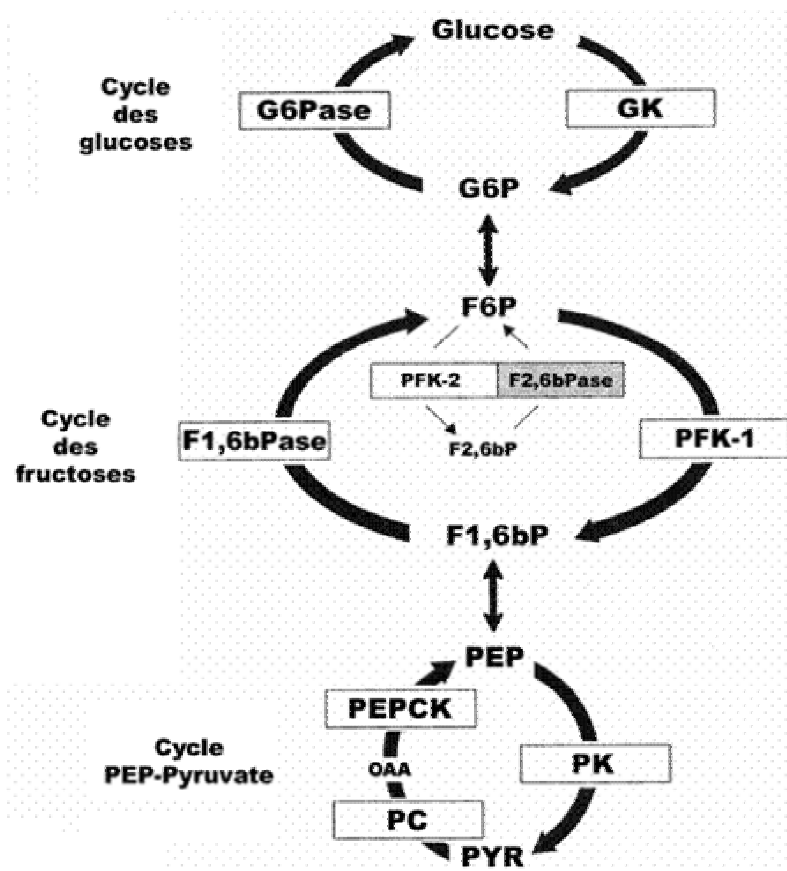 Glucose
Cycle
des
glucoses
G6Pase
GK
G6P
F6P
PFK-2
F2,6bPase
F2,6bP
Cycle
des
fructoses
F1,6bPase
PFK-1
F1,6bP
PEP
PEPCK
Cycle
PEP-Pyruvate
OAA
PK
PC
PYR